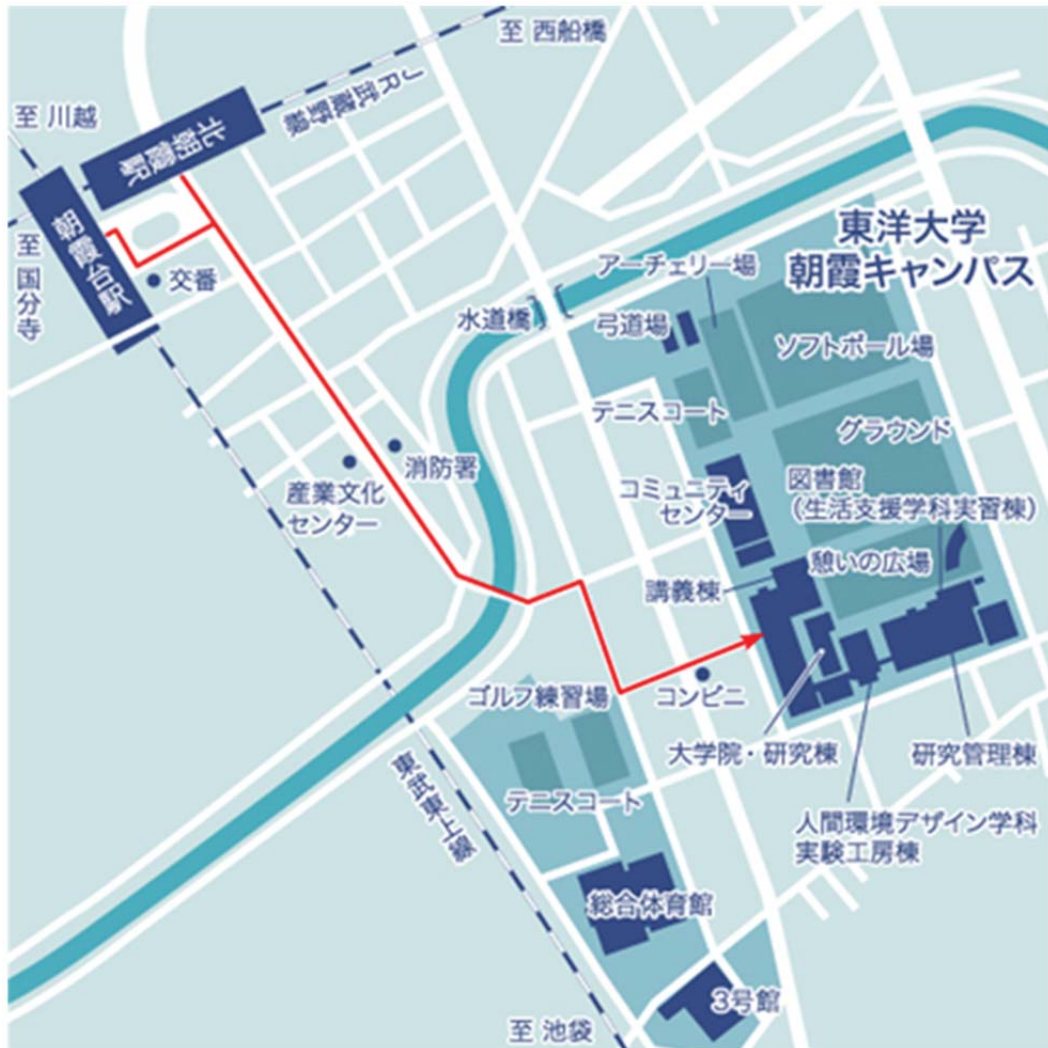 至 西船橋
JR武蔵野線
至 川越
北朝霞駅
朝霞台駅
至 国分寺
交番
東洋大学
朝霞キャンパス
アーチェリー場
水道橋
弓道場
ソフトボール場
テニスコート
グラウンド
消防署
産業文化
センター
コミュニティ
センター
図書館
(生活支援学科実習棟)
憩いの広場
講義棟
ゴルフ練習場
コンビニ
大学院・研究棟
研究管理棟
東武東上線
テニスコート
人間環境デザイン学科
実験工房棟
総合体育館
3号館
至 池袋